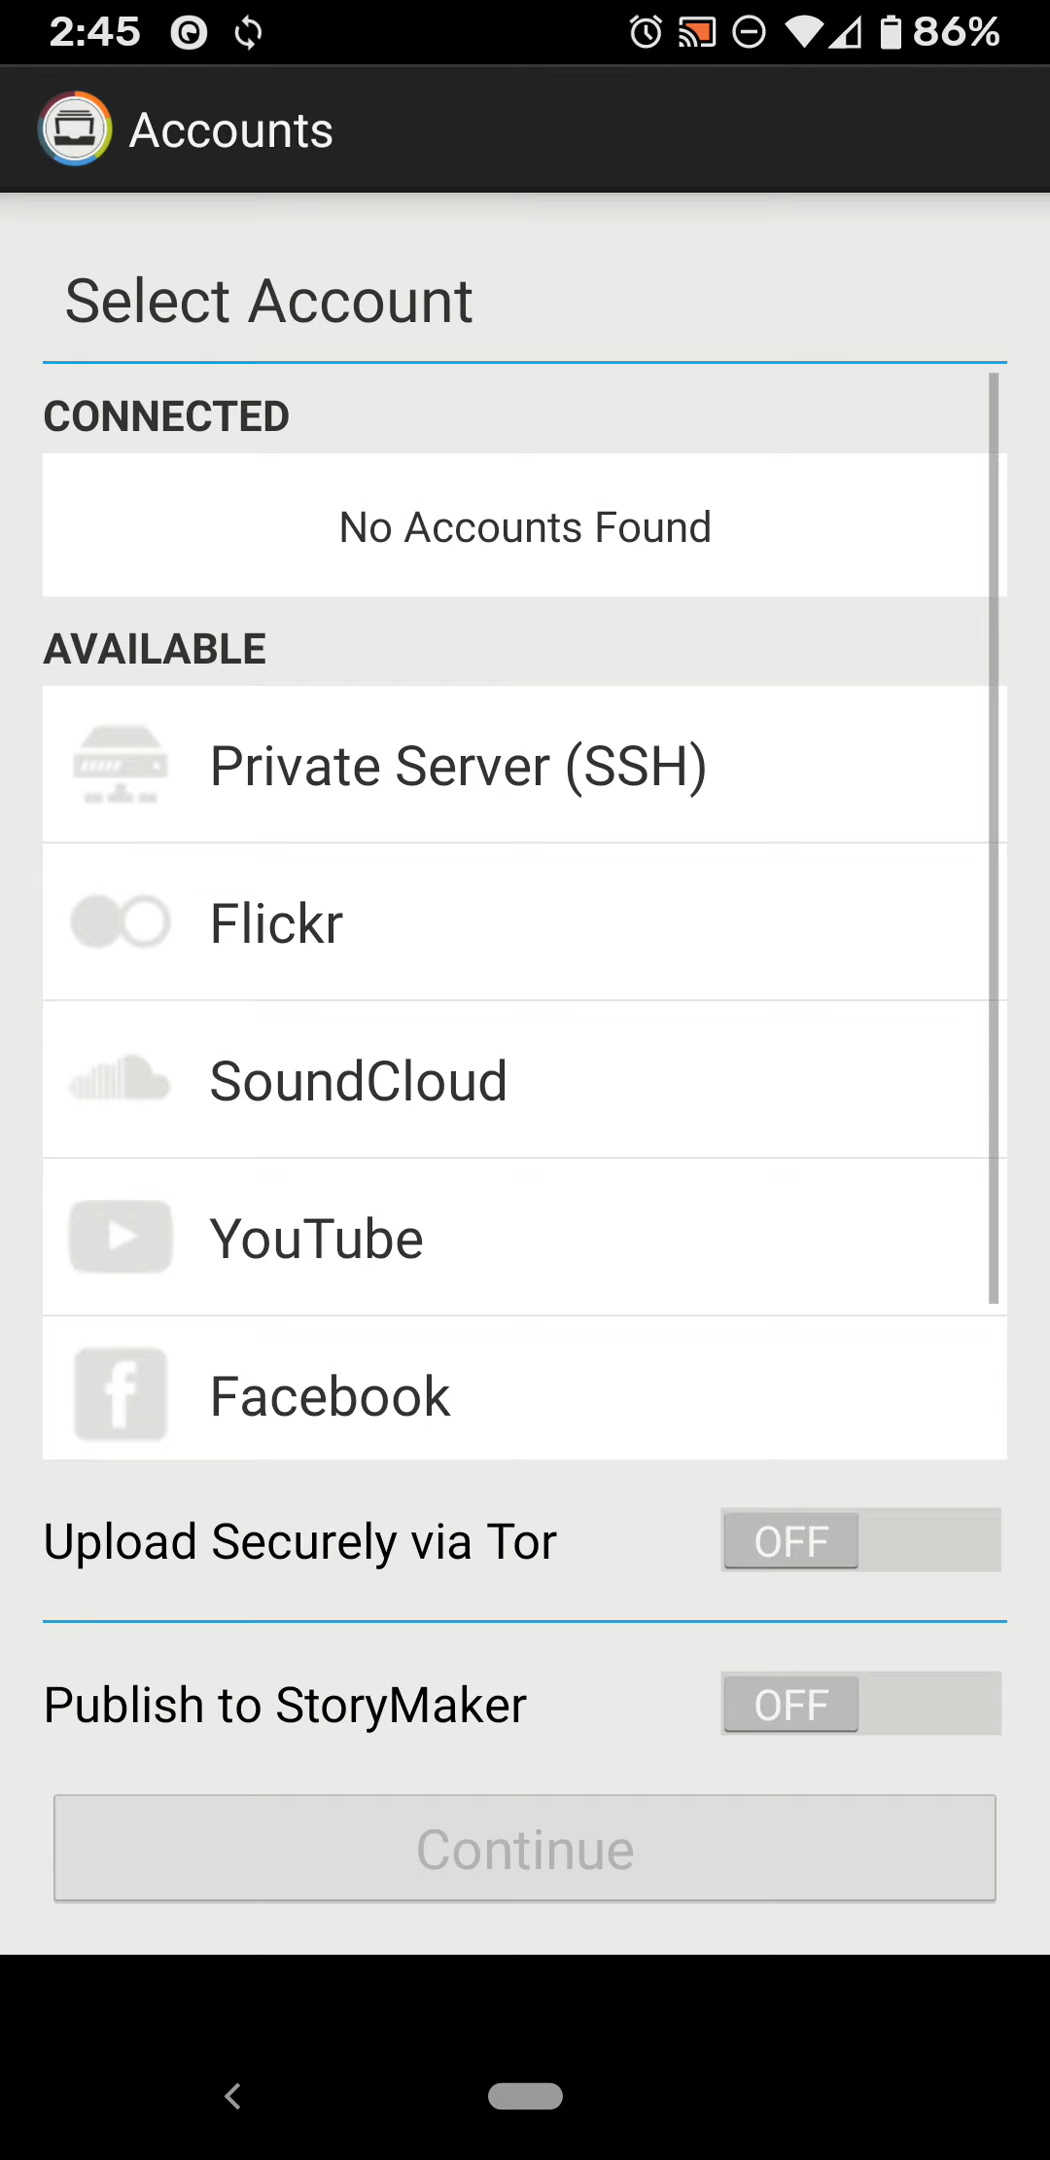 2:45 86%
Accounts
Select Account
CONNECTED
No Accounts Found
AVAILABLE
Private Server (SSH)
Flickr
SoundCloud
YouTube
Facebook
Upload Securely via Tor OFF
Publish to StoryMaker OFF
Continue